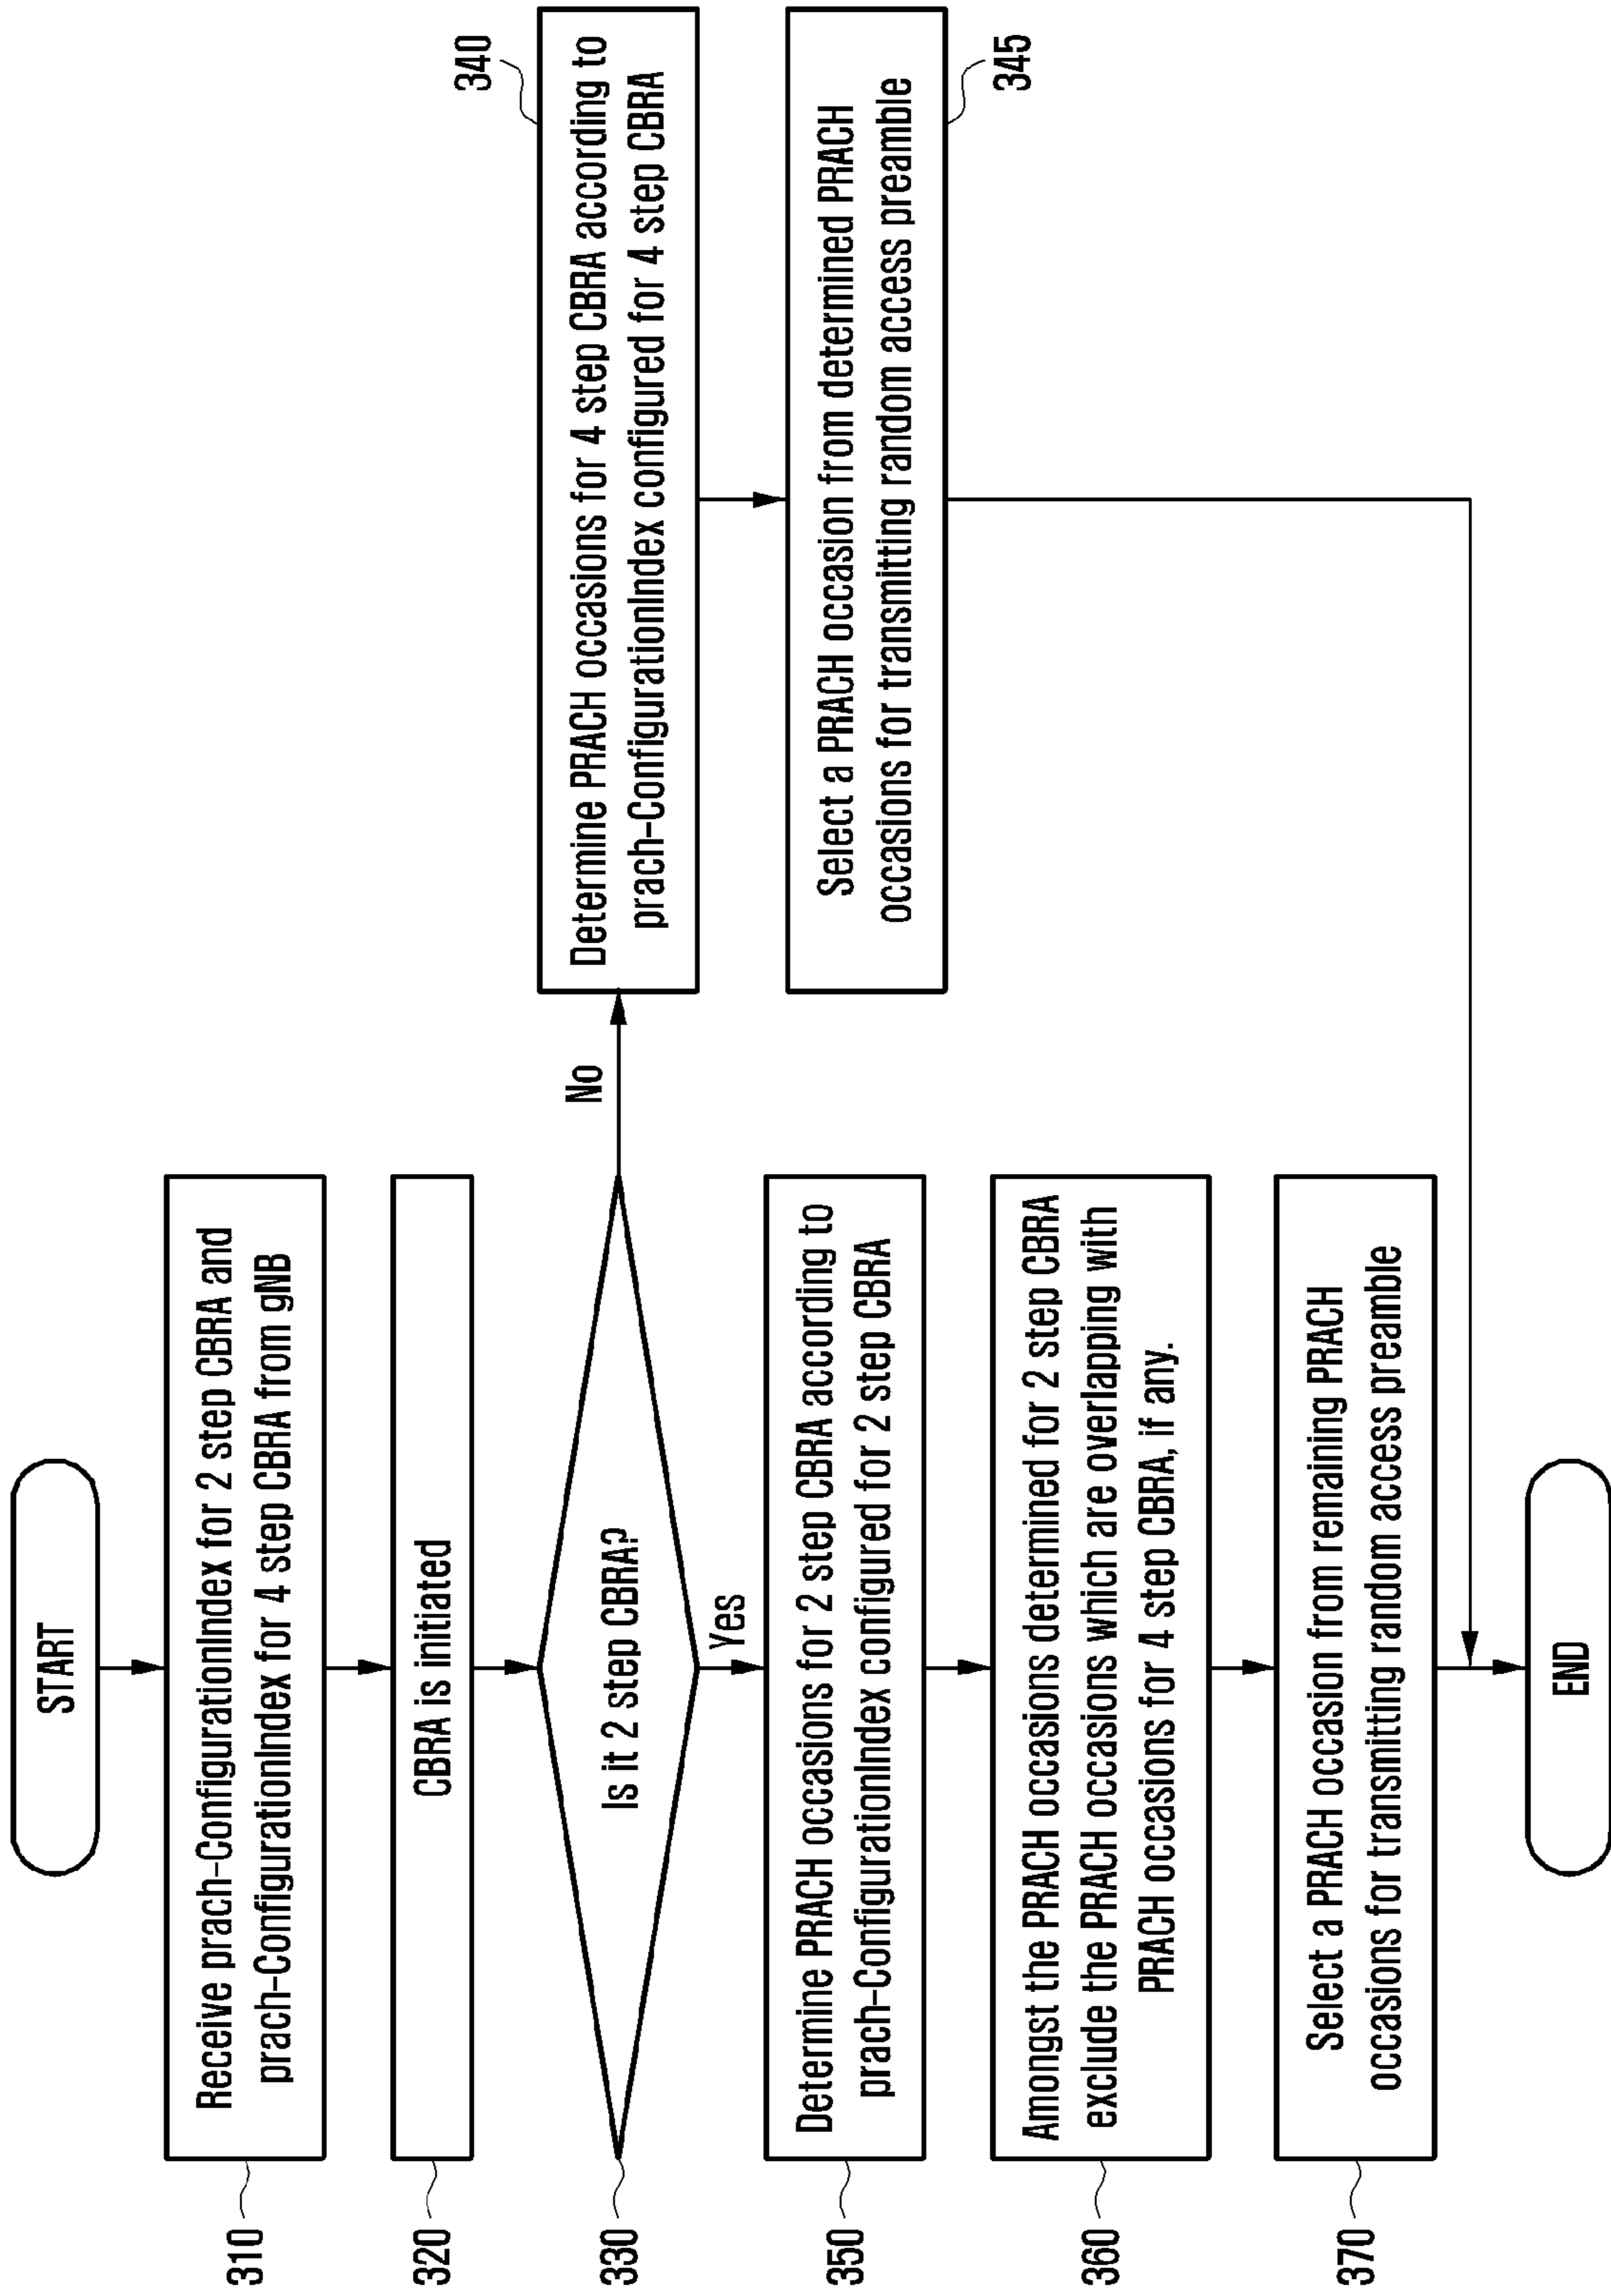 START
310
Receive prach-ConfigurationIndex for 2 step CBRA and
prach-ConfigurationIndex for 4 step CBRA from gNB
320
CBRA is initiated
330
Is it 2 step CBRA?
No
340
Determine PRACH occasions for 4 step CBRA according to
prach-ConfigurationIndex configured for 4 step CBRA
Select a PRACH occasion from determined PRACH
occasions for transmitting random access preamble
345
Yes
350
Determine PRACH occasions for 2 step CBRA according to
prach-ConfigurationIndex configured for 2 step CBRA
360
Amongst the PRACH occasions determined for 2 step CBRA
exclude the PRACH occasions which are overlapping with
PRACH occasions for 4 step CBRA, if any.
370
Select a PRACH occasion from remaining PRACH
occasions for transmitting random access preamble
END